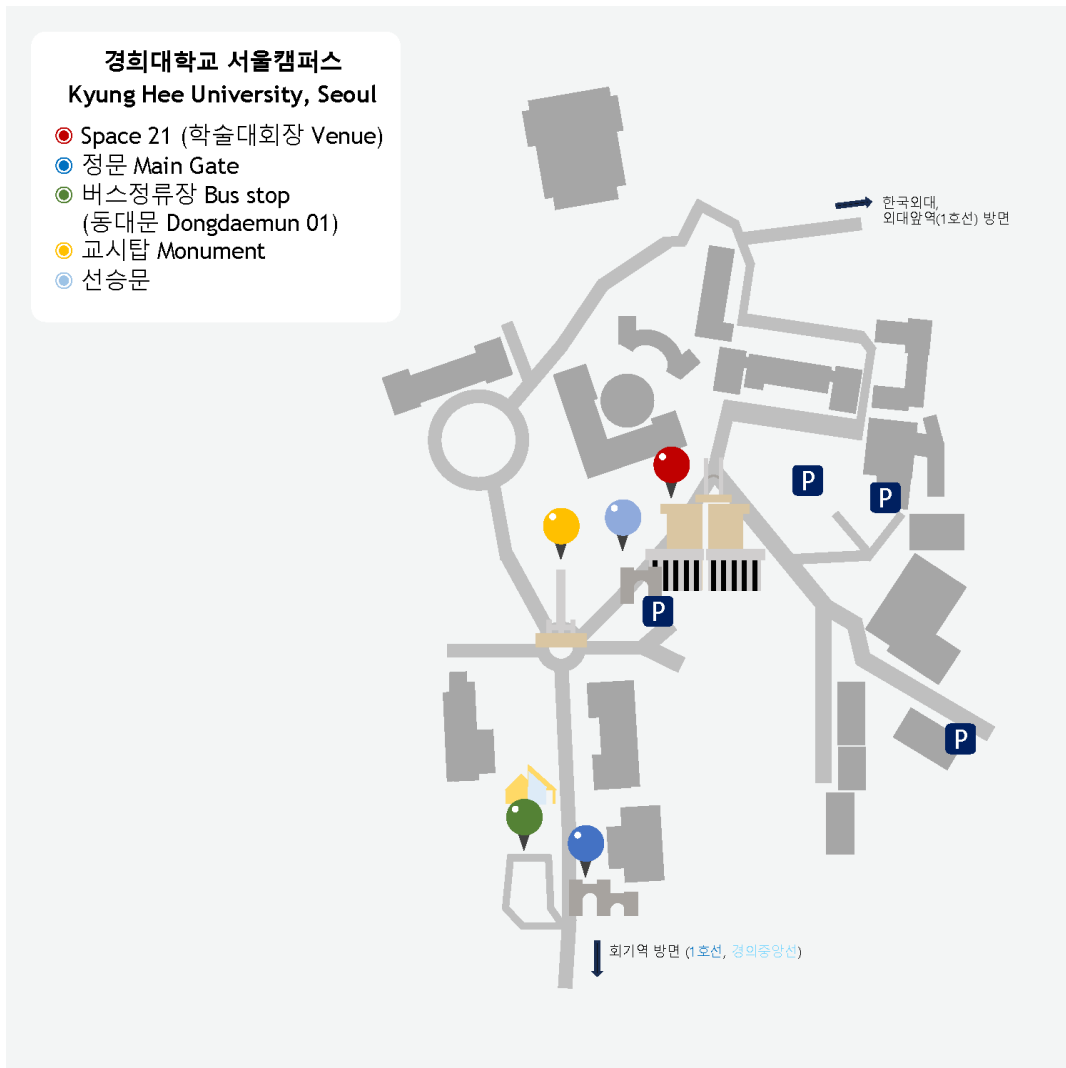 경희대학교 서울캠퍼스
Kyung Hee University, Seoul
Space 21 (학술대회장 Venue)
정문 Main Gate
버스정류장 Bus stop
(동대문 Dongdaemun 01)
교시탑 Monument
선승문
한국외대,
외대앞역(1호선) 방면
P
P
P
P
회기역 방면 (1호선, 경의중앙선)